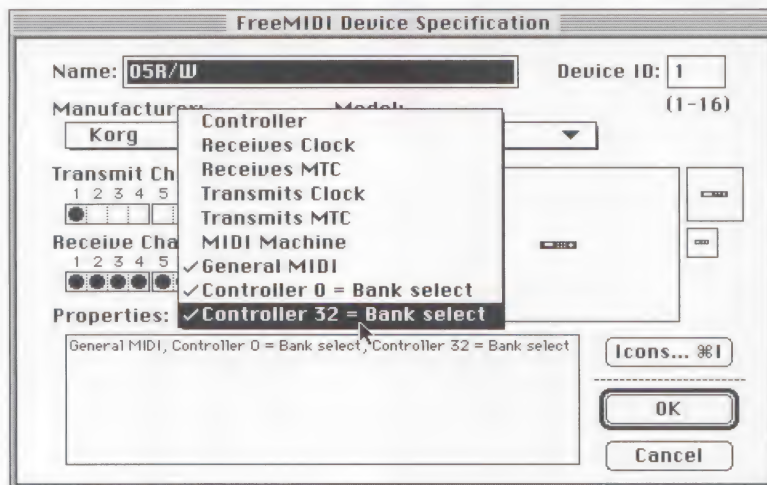 FreeMIDI Device Specification
Name: 05R/W
Device ID: 1
(1-16)
Manufacturer:
Model:
Korg
Transmit Ch
1 2 3 4 5
Receive Cha
1 2 3 4 5
Properties:
Controller
Receives Clock
Receives MTC
Transmits Clock
Transmits MTC
MIDI Machine
✓General MIDI
✓Controller 0 = Bank select
✓Controller 32 = Bank select
General MIDI, Controller 0 = Bank select, Controller 32 = Bank select
Icons... ⌘I
OK
Cancel